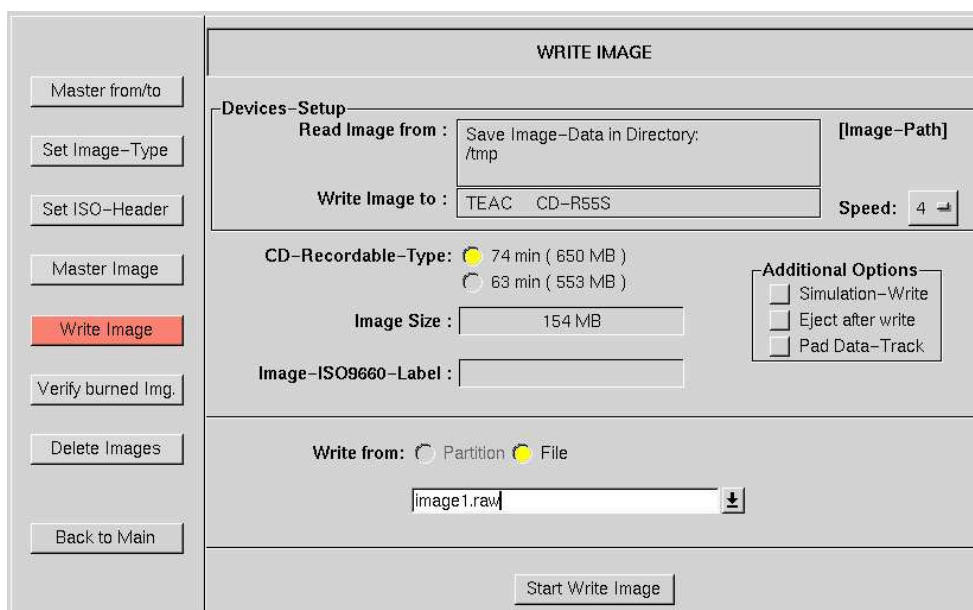 WRITE IMAGE
Master from/to
Set Image-Type
Set ISO-Header
Master Image
Write Image
Verify burned Img.
Delete Images
Back to Main
Devices-Setup
Read Image from : Save Image-Data in Directory: [Image-Path]
/tmp
Write Image to : TEAC CD-R55S Speed: 4
CD-Recordable-Type: 74 min ( 650 MB )
63 min ( 553 MB )
Image Size : 154 MB
Image-ISO9660-Label :
Additional Options
Simulation-Write
Eject after write
Pad Data-Track
Write from: Partition File
image1.raw
Start Write Image